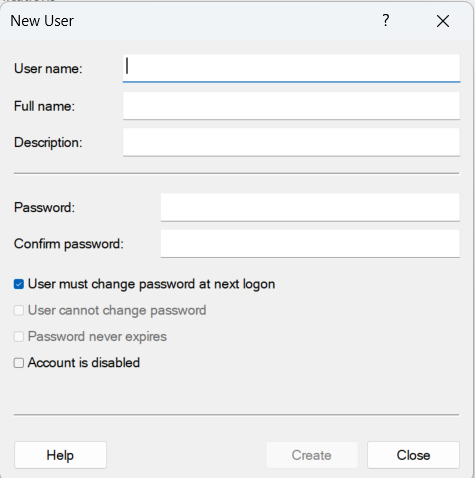 New User ? ×
User name:
Full name:
Description:
Password:
Confirm password:
User must change password at next logon
User cannot change password
Password never expires
Account is disabled
Help Create Close